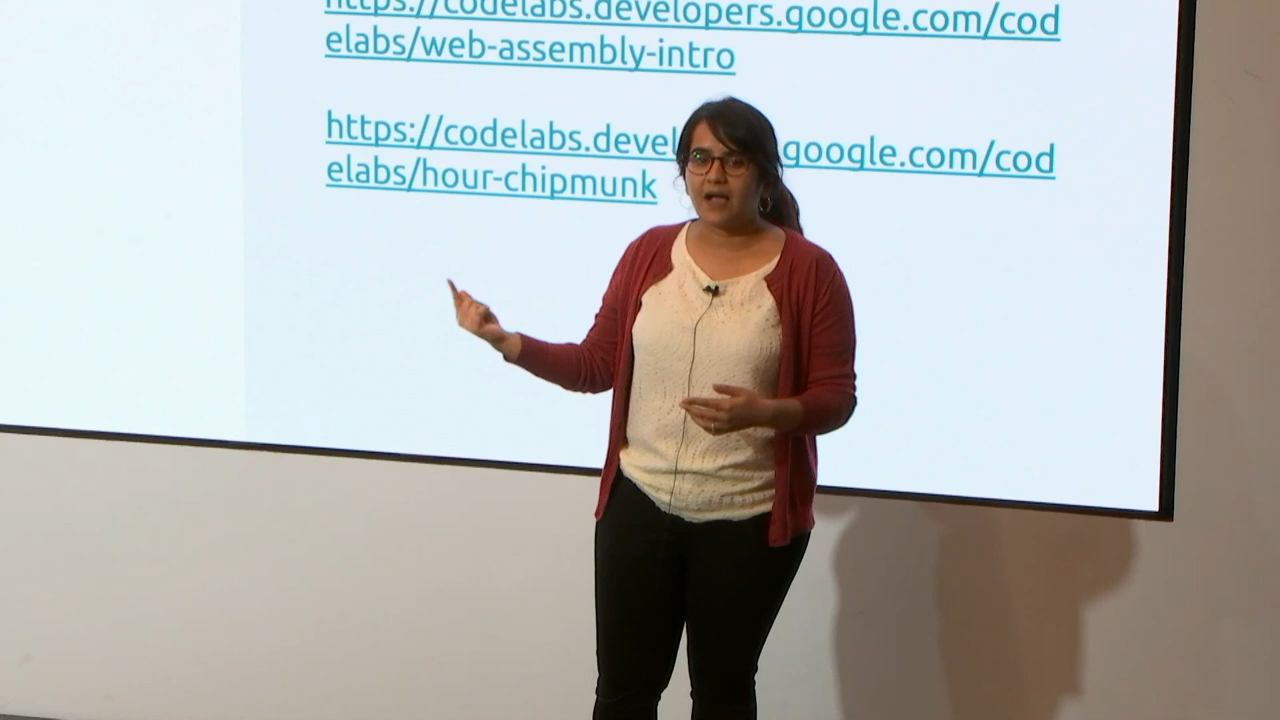 https://codelabs.developers.google.com/cod
elabs/web-assembly-intro
https://codelabs.devel google.com/cod
elabs/hour-chipmunk